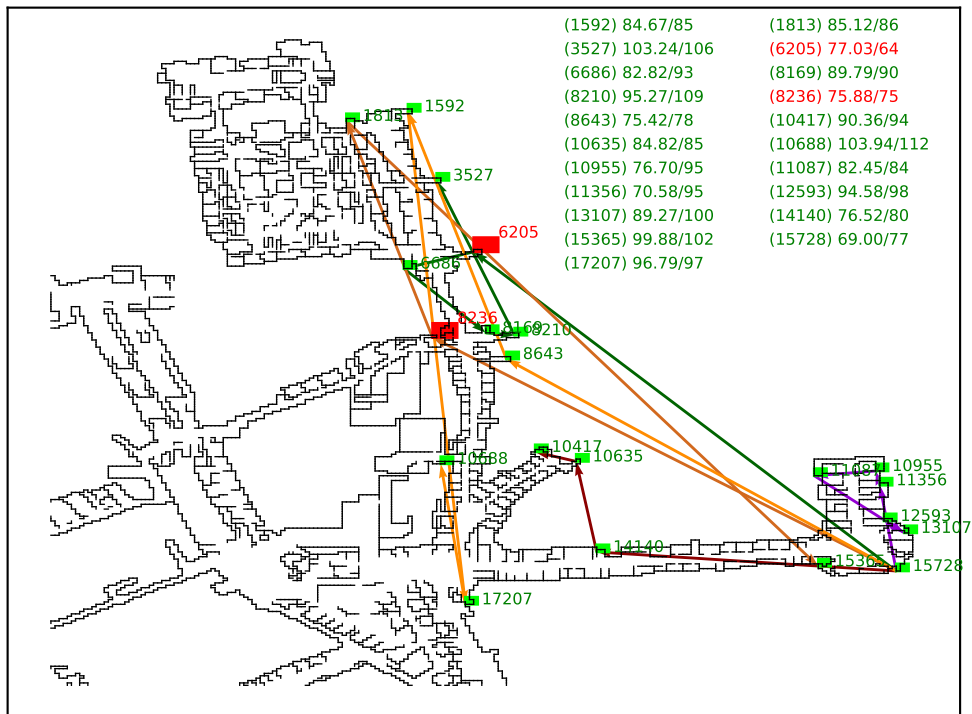 (1592) 84.67/85 (1813) 85.12/86
(3527) 103.24/106 (6205) 77.03/64
(6686) 82.82/93 (8169) 89.79/90
(8210) 95.27/109 (8236) 75.88/75
(8643) 75.42/78 (10417) 90.36/94
(10635) 84.82/85 (10688) 103.94/112
(10955) 76.70/95 (11087) 82.45/84
(11356) 70.58/95 (12593) 94.58/98
(13107) 89.27/100 (14140) 76.52/80
(15365) 99.88/102 (15728) 69.00/77
(17207) 96.79/97
1592
1813
3527
6205
6686
8236
8169
8210
8643
10417
10635
10688
10955
11087
11356
12593
13107
14140
15365
15728
17207